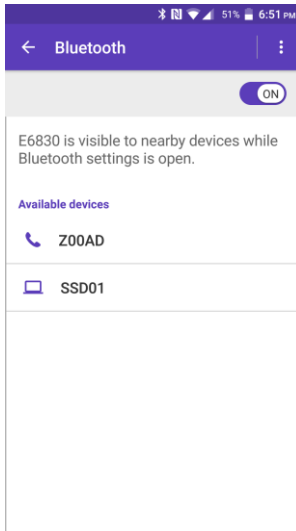 51% 6:51 PM
Bluetooth
ON
E6830 is visible to nearby devices while
Bluetooth settings is open.
Available devices
Z00AD
SSD01